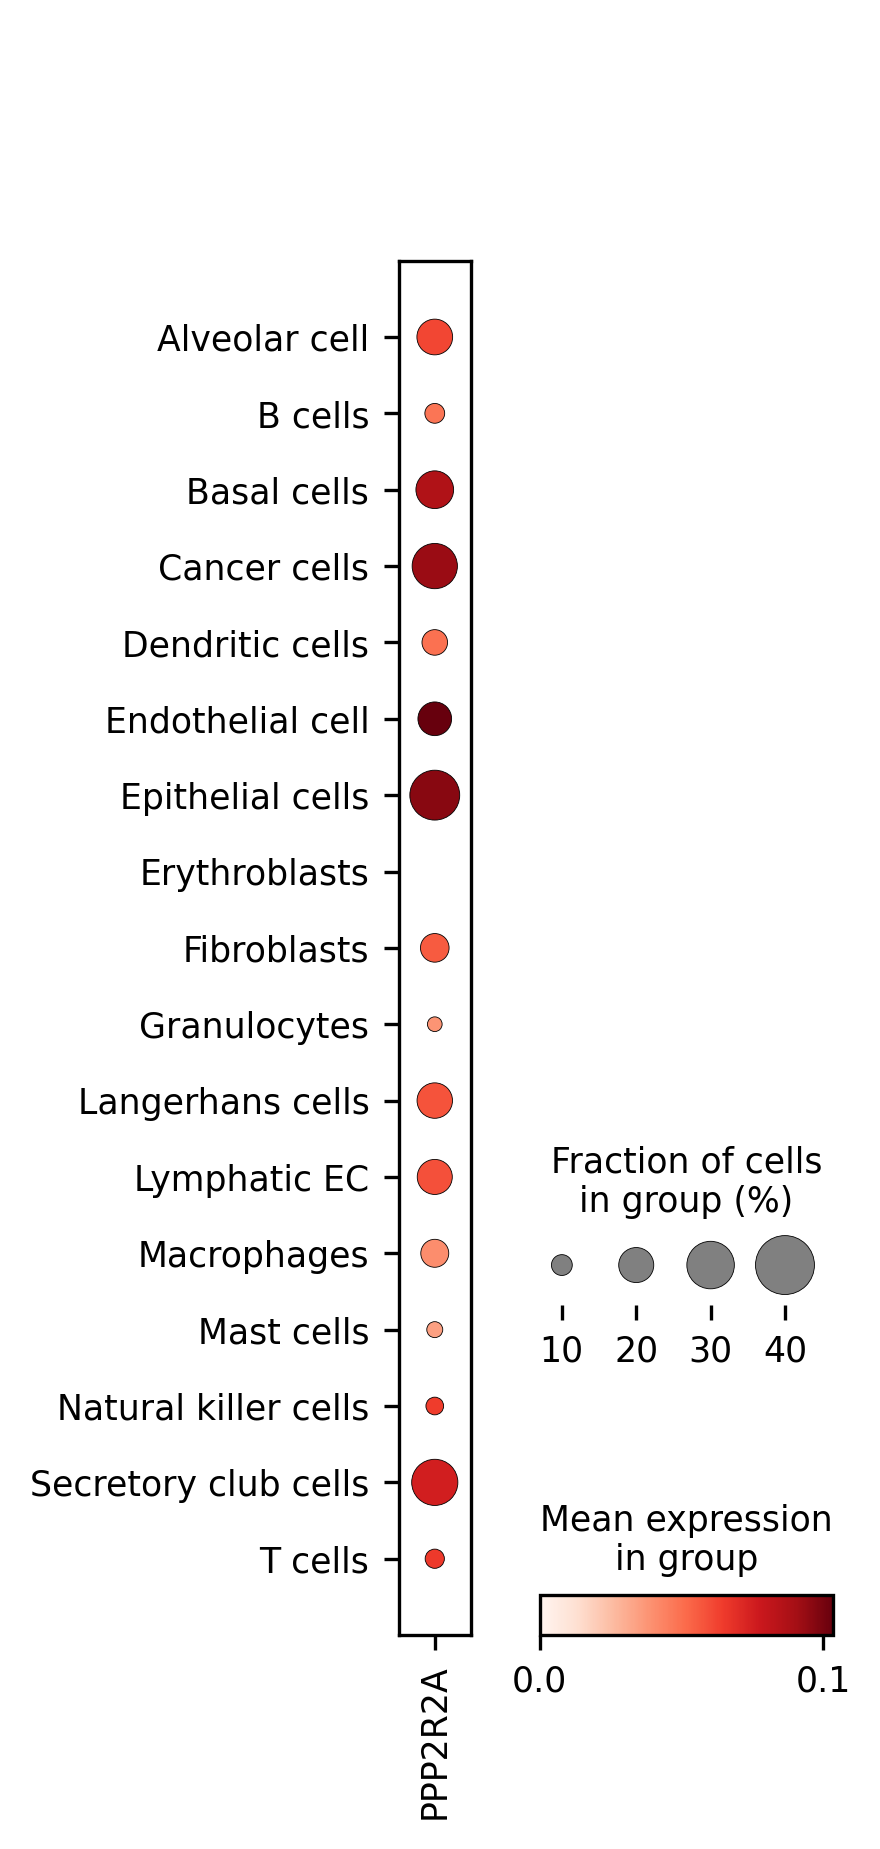 Alveolar cell
B cells
Basal cells
Cancer cells
Dendritic cells
Endothelial cell
Epithelial cells
Erythroblasts
Fibroblasts
Granulocytes
Langerhans cells
Lymphatic EC
Macrophages
Mast cells
Natural killer cells
Secretory club cells
T cells
PPP2R2A
Fraction of cells
in group (%)
10 20 30 40
Mean expression
in group
0.0 0.1